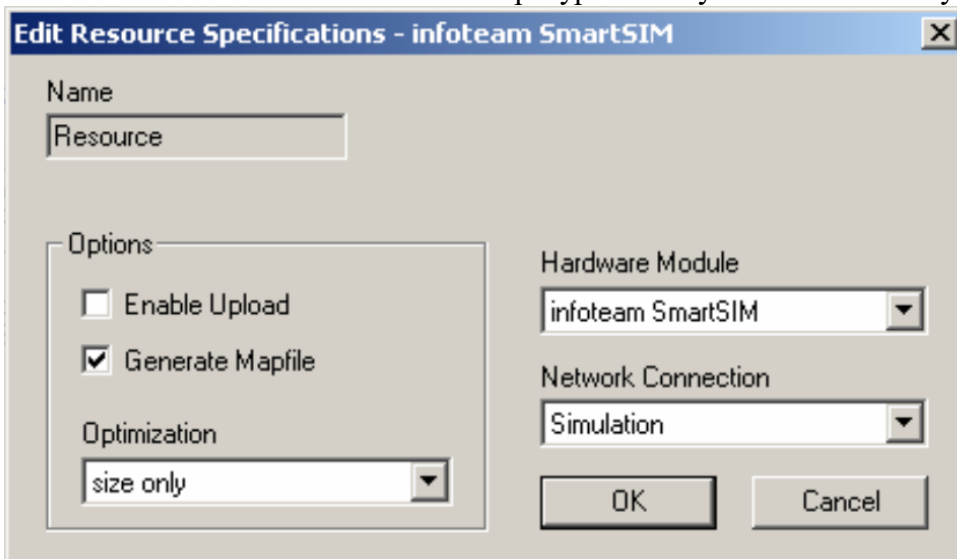 Edit Resource Specifications - infoteam SmartSIM
Name
Resource
Options
Enable Upload
Generate Mapfile
Optimization
size only
Hardware Module
infoteam SmartSIM
Network Connection
Simulation
OK
Cancel